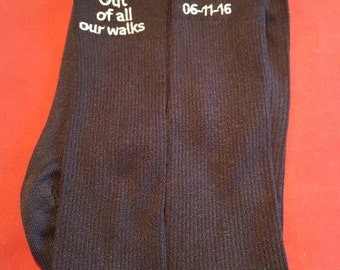 Out
of all
our walks
06-11-16